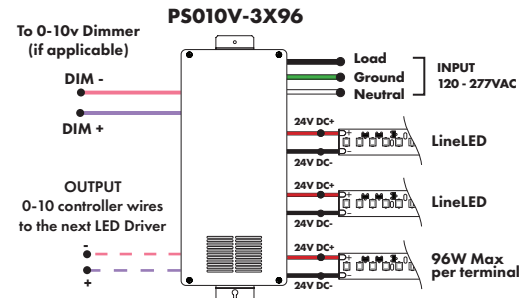 PS010V-3X96
To 0-10v Dimmer
(if applicable)
DIM -
DIM +
Load
Ground
Neutral
INPUT
120 - 277VAC
24V DC+
24V DC-
LineLED
24V DC+
24V DC-
LineLED
24V DC+
24V DC-
96W Max
per terminal
OUTPUT
0-10 controller wires
to the next LED Driver
-
+